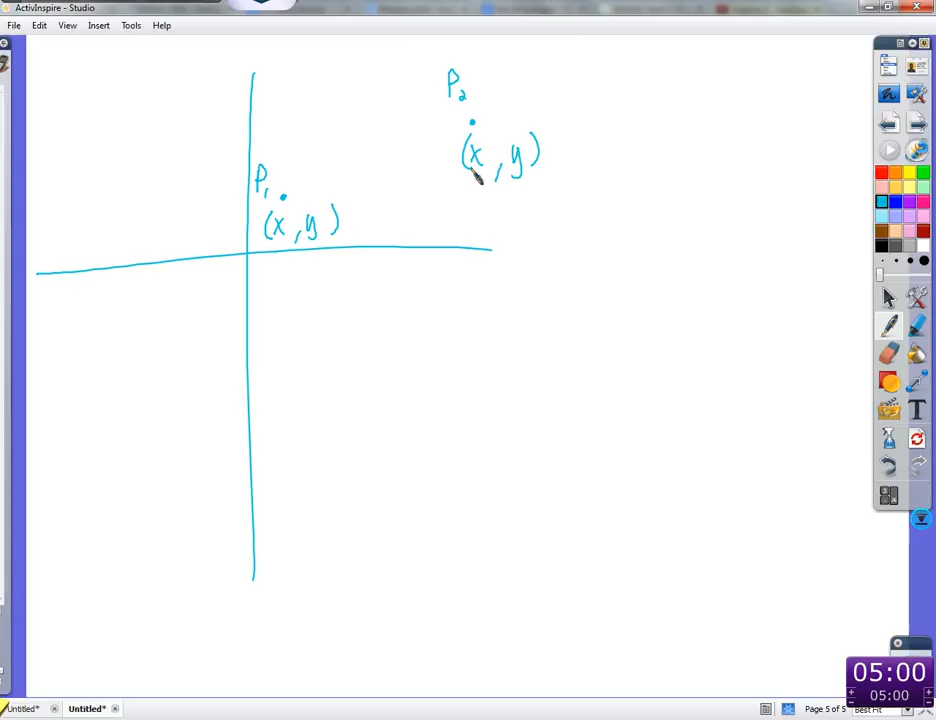 ActivInspire - Studio
File Edit View Insert Tools Help
P2
(x, y)
P1
(x, y)
05:00
05:00
Untitled* Untitled* Page 5 of 5 Best Fit